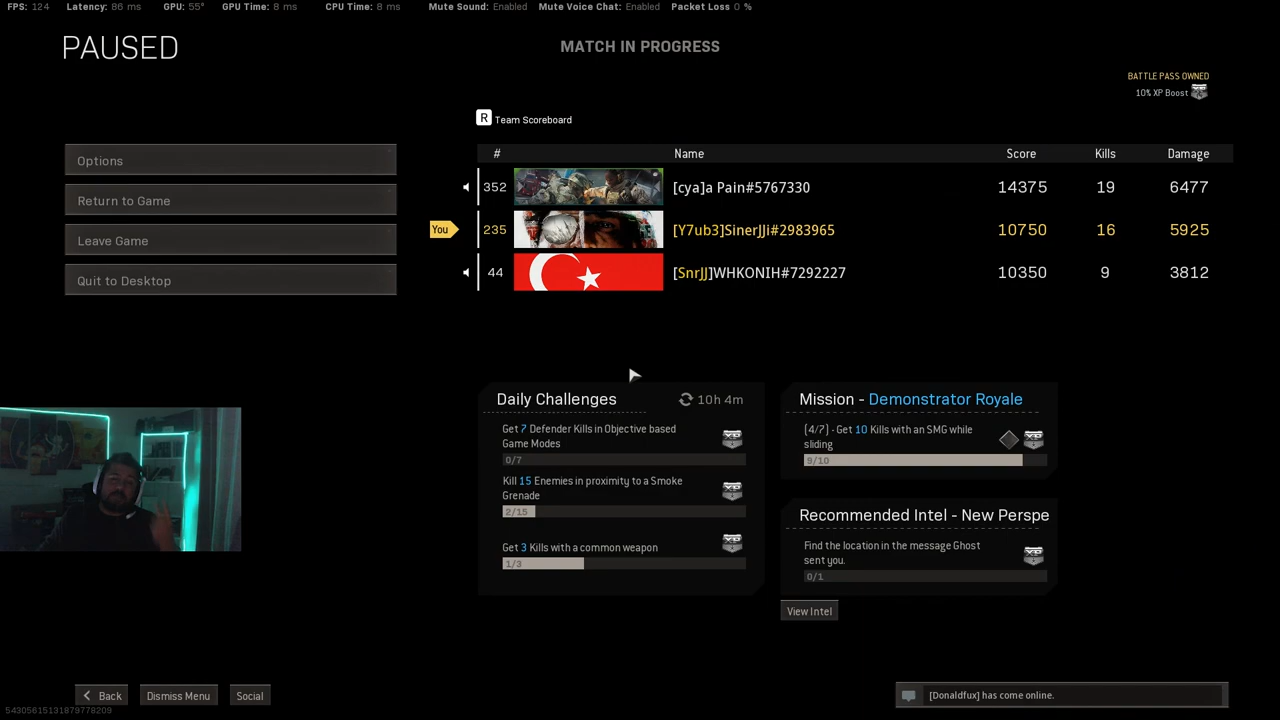 FPS: 124 Latency: 86 ms GPU: 55° GPU Time: 8 ms CPU Time: 8 ms Mute Sound: Enabled Mute Voice Chat: Enabled Packet Loss 0 %
PAUSED
MATCH IN PROGRESS
BATTLE PASS OWNED
10% XP Boost
R Team Scoreboard
# Name Score Kills Damage
352 [cya]a Pain#5767330 14375 19 6477
You 235 [Y7ub3]SinerJJi#2983965 10750 16 5925
44 [SnrJJ]WHKONIH#7292227 10350 9 3812
Options
Return to Game
Leave Game
Quit to Desktop
Daily Challenges 10h 4m
Get 7 Defender Kills in Objective based
Game Modes
0/7
Kill 15 Enemies in proximity to a Smoke
Grenade
2/15
Get 3 Kills with a common weapon
1/3
Mission - Demonstrator Royale
(4/7) - Get 10 Kills with an SMG while
sliding
9/10
Recommended Intel - New Perspe
Find the location in the message Ghost
sent you.
0/1
View Intel
Back Dismiss Menu Social
[Donaldfux] has come online.
54305615131879778209